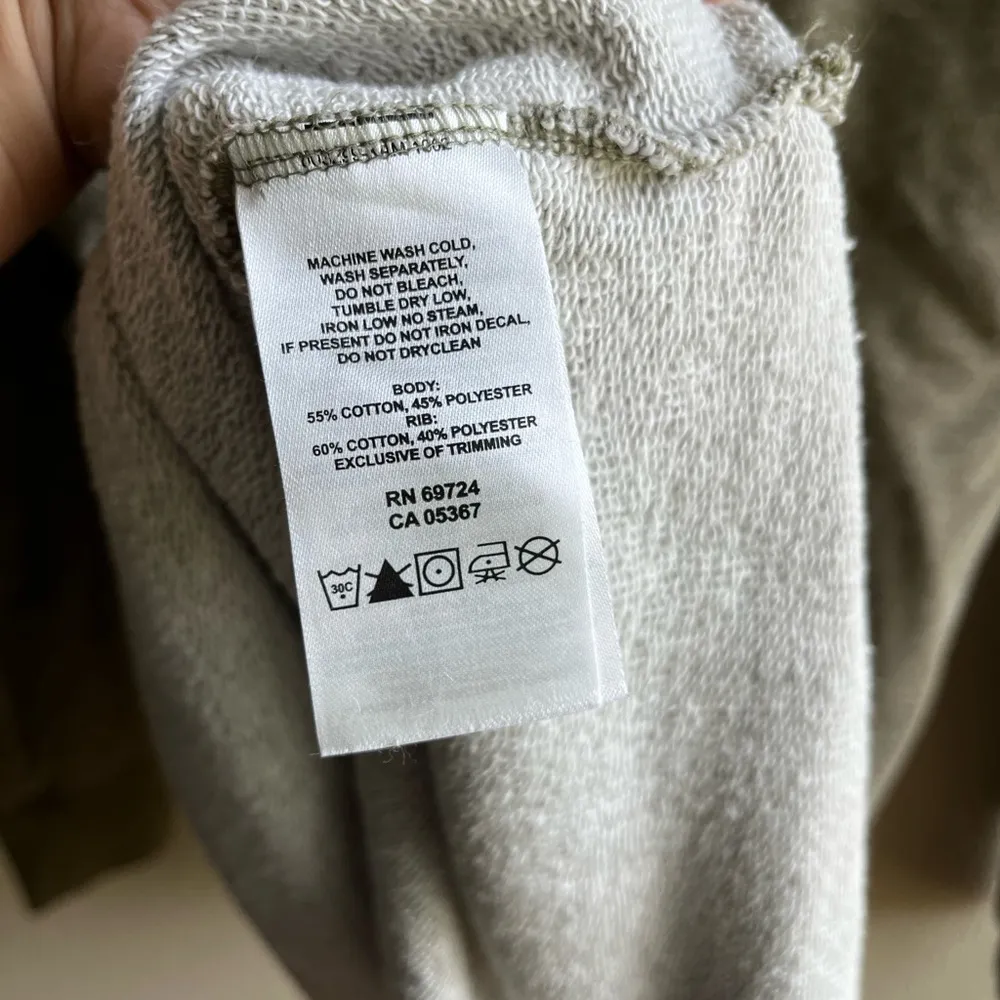 MACHINE WASH COLD,
WASH SEPARATELY,
DO NOT BLEACH,
TUMBLE DRY LOW,
IRON LOW NO STEAM,
IF PRESENT DO NOT IRON DECAL,
DO NOT DRYCLEAN
BODY:
55% COTTON, 45% POLYESTER
RIB:
60% COTTON, 40% POLYESTER
EXCLUSIVE OF TRIMMING
RN 69724
CA 05367
30C